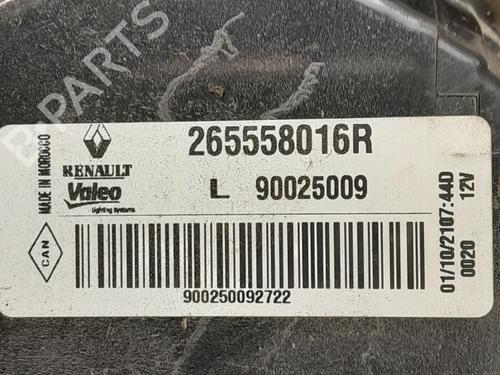 B-PARTS
MADE IN MOROCCO
RENAULT
Valeo
Lighting Systems
CAN
265558016R
L 90025009
900250092722
01/10/2107-44D
0020 12V